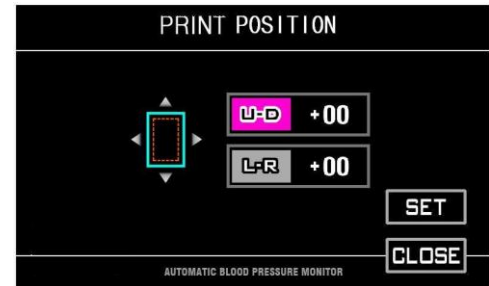 PRINT POSITION
U-D +00
L-R +00
SET
CLOSE
AUTOMATIC BLOOD PRESSURE MONITOR